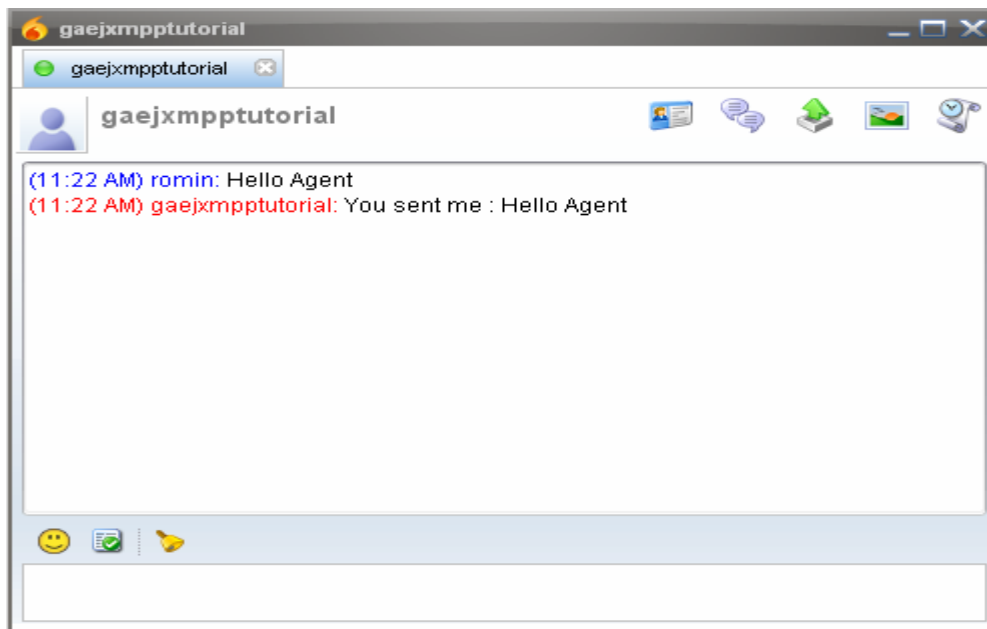 gaejxmpptutorial
gaejxmpptutorial
gaejxmpptutorial
(11:22 AM) romin: Hello Agent
(11:22 AM) gaejxmpptutorial: You sent me : Hello Agent